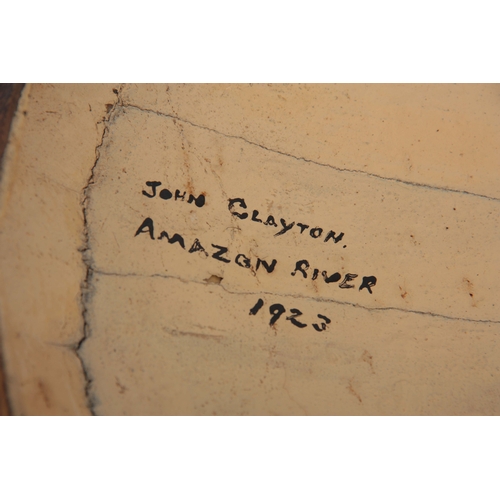 JOHN CLAYTON.
AMAZON RIVER
1923